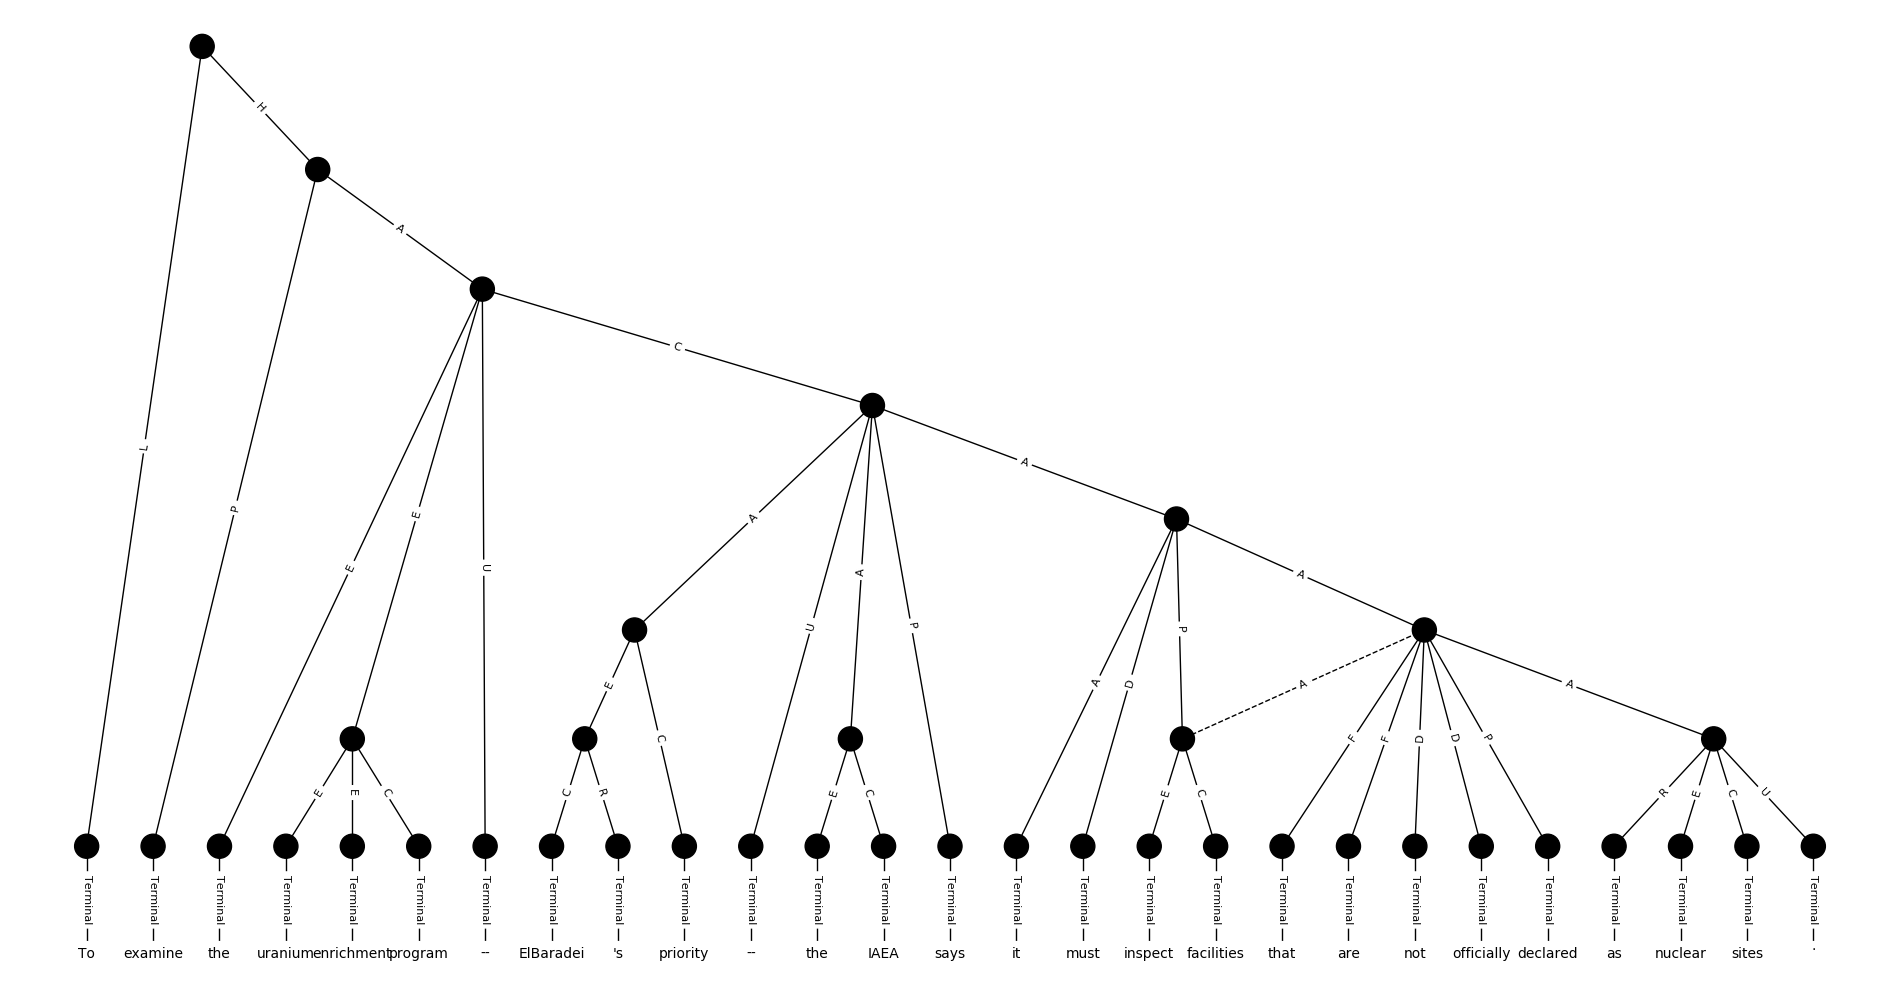 H
A
C
L
A
P
E
A
E
U
A
A
U
P
A
D
P
E
A
A
C
F
F
D
D
P
E
E
C
C
R
E
C
E
C
R
E
C
U
Terminal Terminal Terminal Terminal Terminal Terminal Terminal Terminal Terminal Terminal Terminal Terminal Terminal Terminal Terminal Terminal Terminal Terminal Terminal Terminal Terminal Terminal Terminal Terminal Terminal Terminal Terminal
To examine the uranium enrichment program -- ElBaradei 's priority -- the IAEA says it must inspect facilities that are not officially declared as nuclear sites .